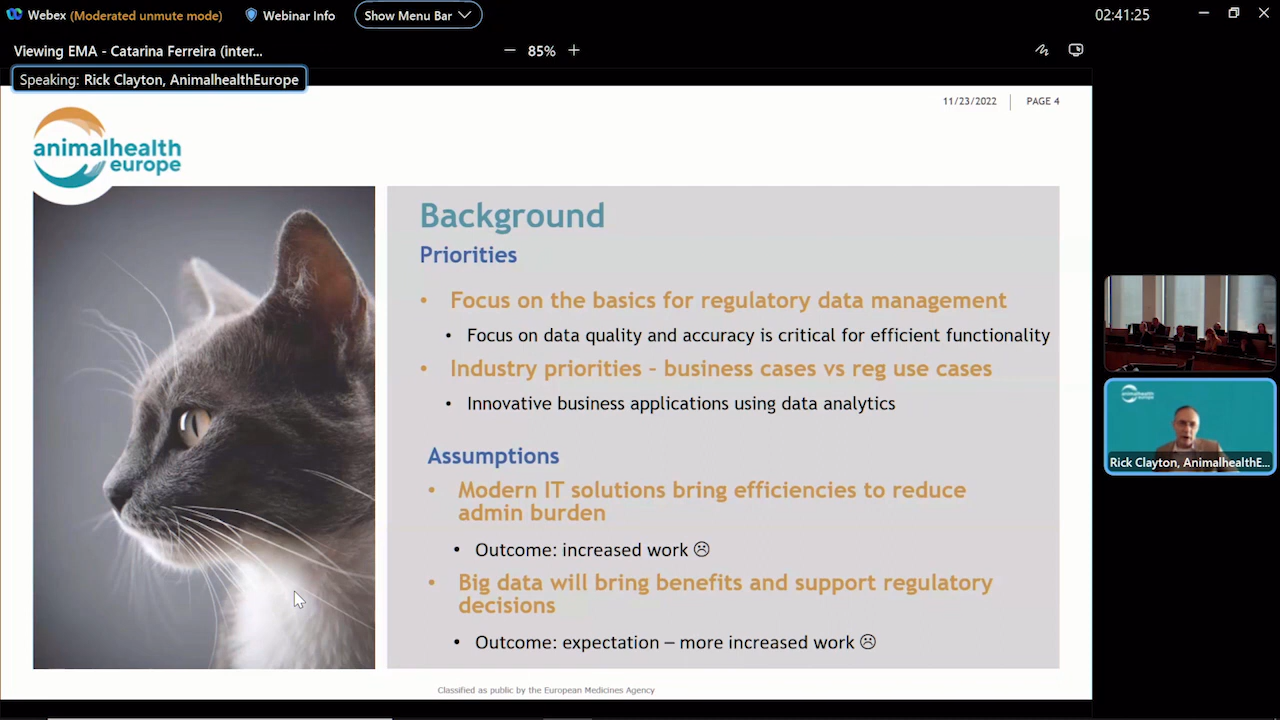 Webex (Moderated unmute mode) Webinar Info Show Menu Bar 02:41:25
Viewing EMA - Catarina Ferreira (inter... 85%
Speaking: Rick Clayton, AnimalhealthEurope
11/23/2022 PAGE 4
animalhealth
europe
Background
Priorities
• Focus on the basics for regulatory data management
• Focus on data quality and accuracy is critical for efficient functionality
• Industry priorities – business cases vs reg use cases
• Innovative business applications using data analytics
Assumptions
• Modern IT solutions bring efficiencies to reduce
admin burden
• Outcome: increased work ☹
• Big data will bring benefits and support regulatory
decisions
• Outcome: expectation – more increased work ☹
Classified as public by the European Medicines Agency
animalhealth
europe
Rick Clayton, AnimalhealthE...